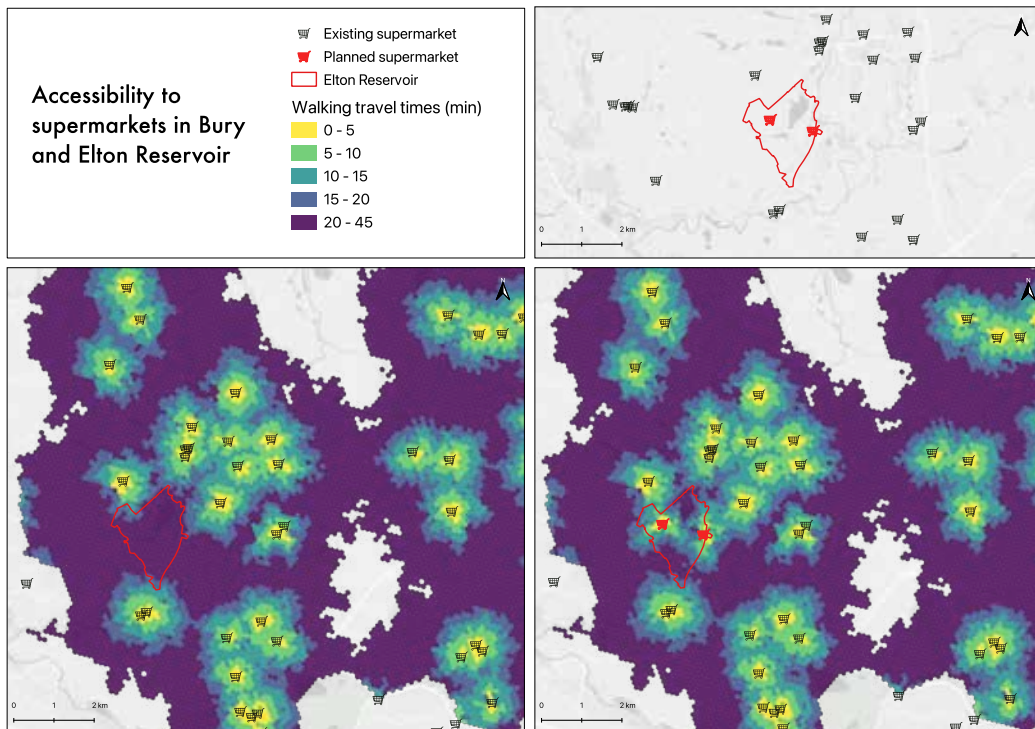 Accessibility to
supermarkets in Bury
and Elton Reservoir
Existing supermarket
Planned supermarket
Elton Reservoir
Walking travel times (min)
0 - 5
5 - 10
10 - 15
15 - 20
20 - 45
0 1 2 km
N
0 1 2 km
N
0 1 2 km